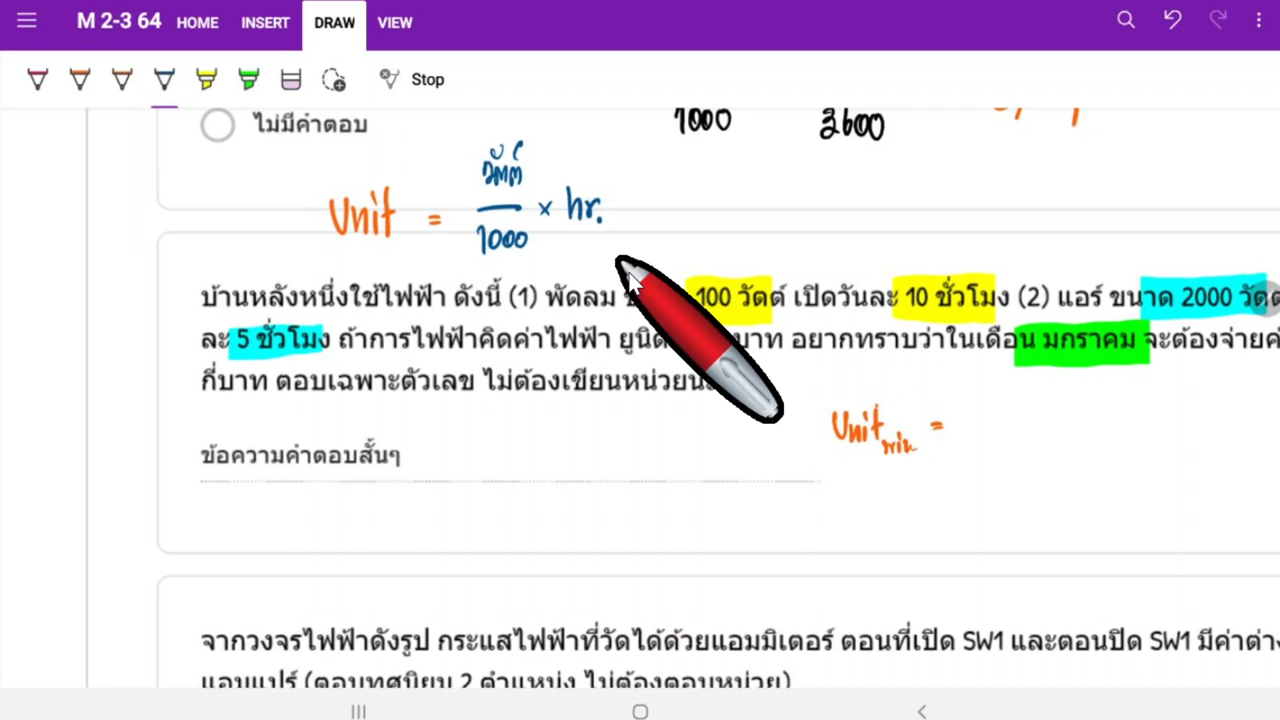 M 2-3 64 HOME INSERT DRAW VIEW
Stop
ไม่มีคำตอบ
1000 3600
Unit = วัตต์ / 1000 × hr.
บ้านหลังหนึ่งใช้ไฟฟ้า ดังนี้ (1) พัดลม 100 วัตต์ เปิดวันละ 10 ชั่วโมง (2) แอร์ ขนาด 2000 วัตต์
ละ 5 ชั่วโมง ถ้าการไฟฟ้าคิดค่าไฟฟ้า ยูนิต บาท อยากทราบว่าในเดือน มกราคม จะต้องจ่ายค
กี่บาท ตอบเฉพาะตัวเลข ไม่ต้องเขียนหน่วย
Unit =
ข้อความคำตอบสั้นๆ
จากวงจรไฟฟ้าดังรูป กระแสไฟฟ้าที่วัดได้ด้วยแอมมิเตอร์ ตอนที่เปิด SW1 และตอนปิด SW1 มีค่าต่าง
แอมแปร์ (ตอบทศนิยม 2 ตำแหน่ง ไม่ต้องตอบหน่วย)